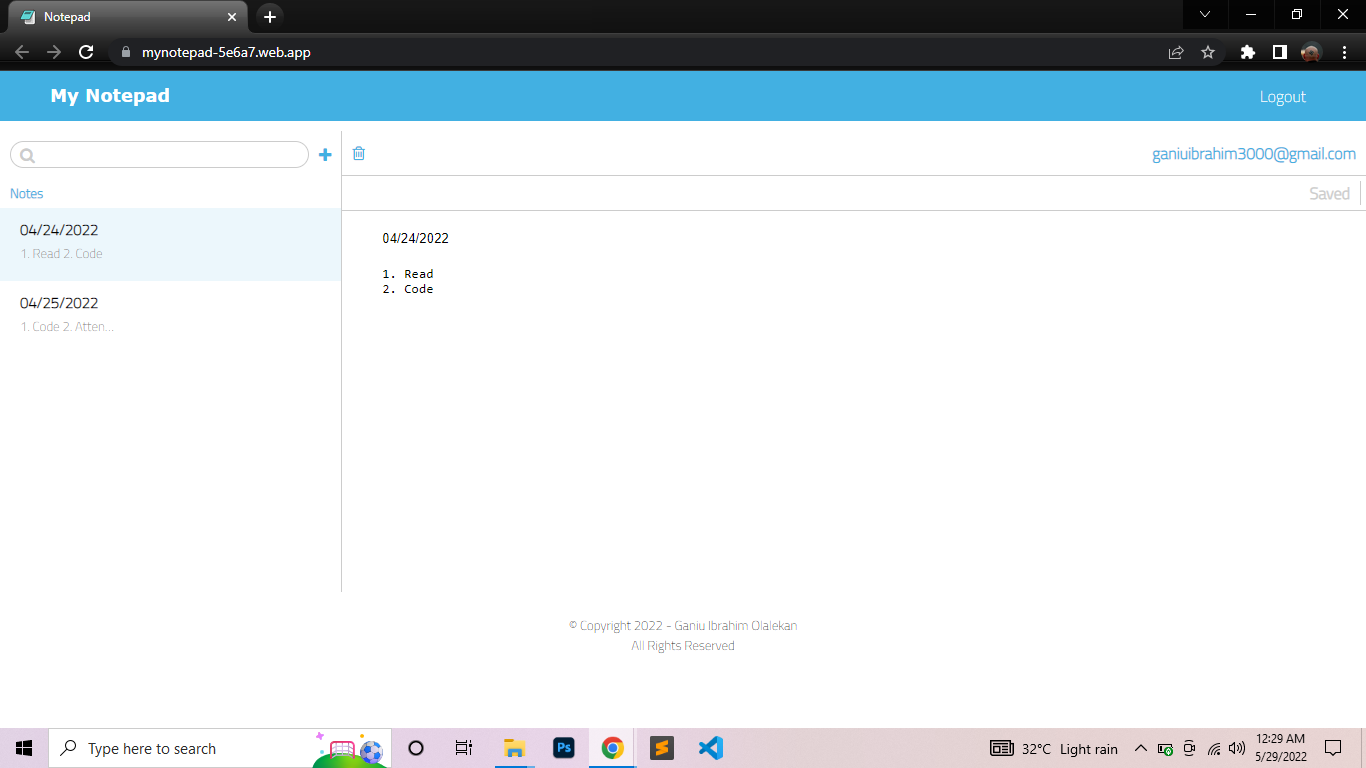 Notepad
mynotepad-5e6a7.web.app
My Notepad
Logout
ganiuibrahim3000@gmail.com
Notes
Saved
04/24/2022
1. Read 2. Code
04/25/2022
1. Code 2. Atten...
04/24/2022
1. Read
2. Code
© Copyright 2022 - Ganiu Ibrahim Olalekan
All Rights Reserved
Type here to search
Ps
32°C Light rain
12:29 AM
5/29/2022